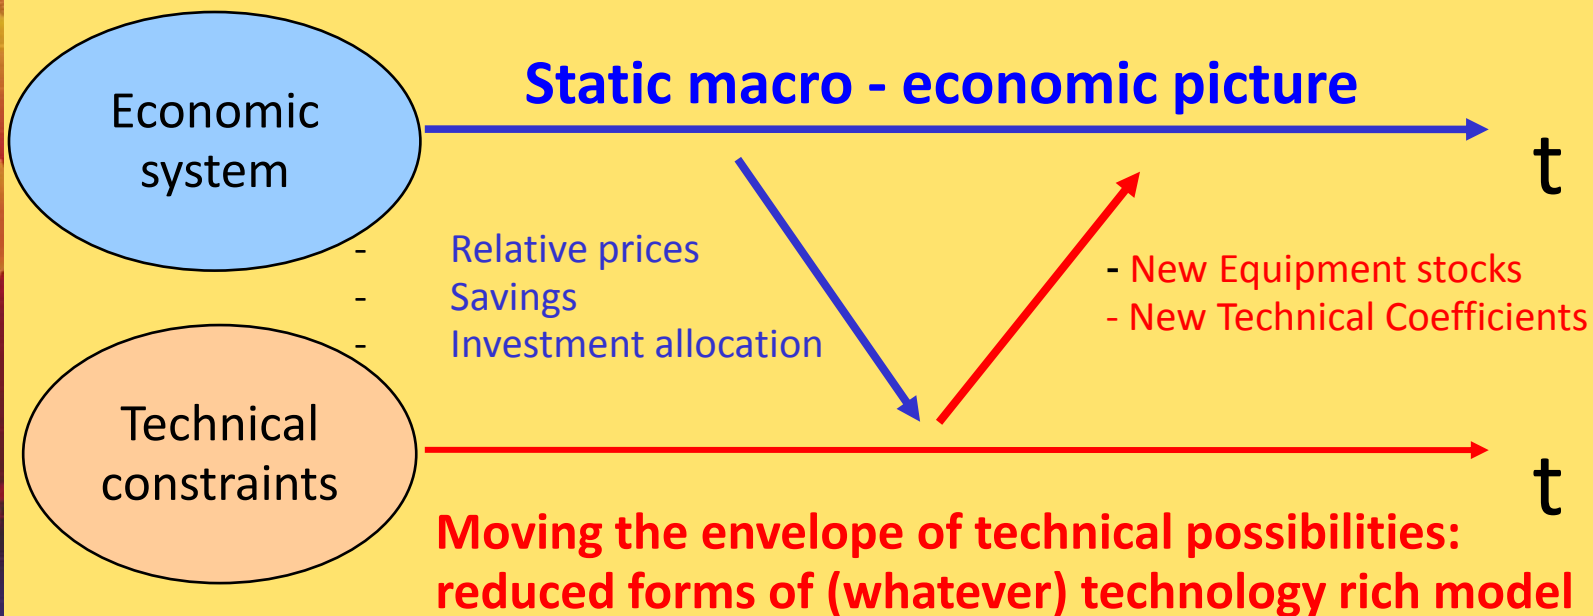 Economic
system
Static macro - economic picture
t
- Relative prices
- Savings
- Investment allocation
- New Equipment stocks
- New Technical Coefficients
Technical
constraints
t
Moving the envelope of technical possibilities:
reduced forms of (whatever) technology rich model